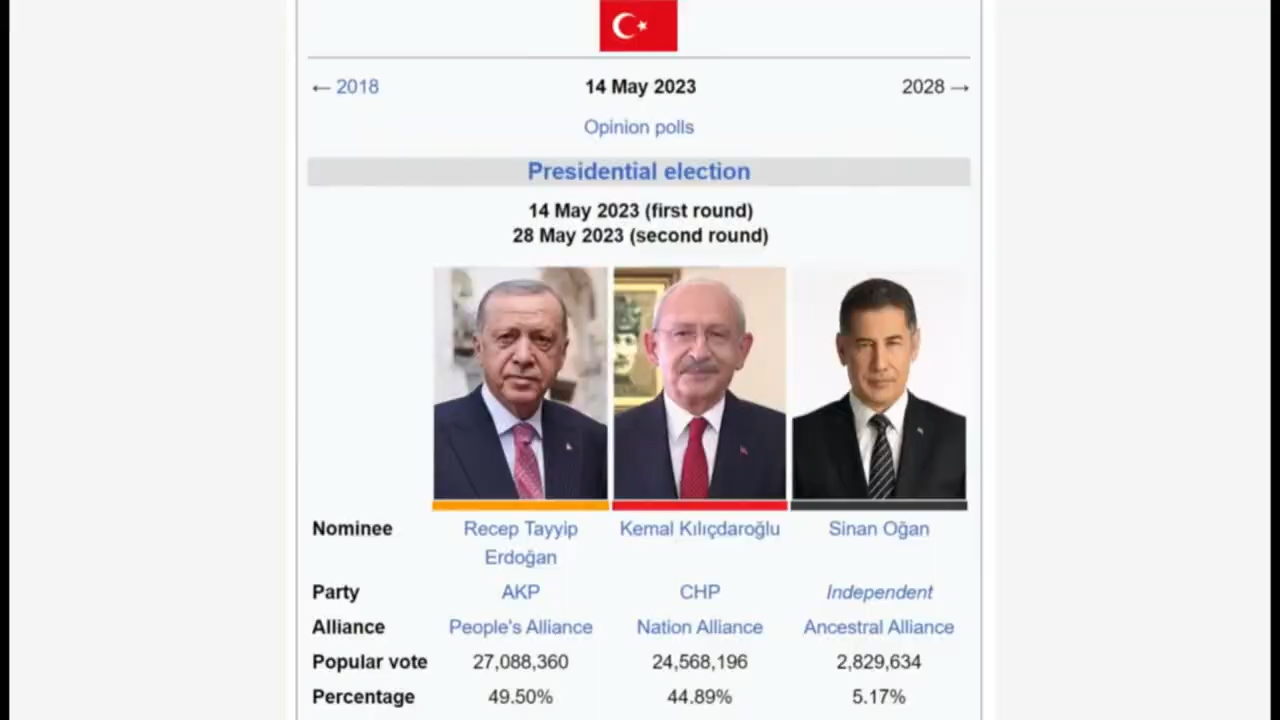 ← 2018 14 May 2023 2028 →
Opinion polls
Presidential election
14 May 2023 (first round)
28 May 2023 (second round)
Nominee Recep Tayyip Erdoğan Kemal Kılıçdaroğlu Sinan Oğan
Party AKP CHP Independent
Alliance People's Alliance Nation Alliance Ancestral Alliance
Popular vote 27,088,360 24,568,196 2,829,634
Percentage 49.50% 44.89% 5.17%